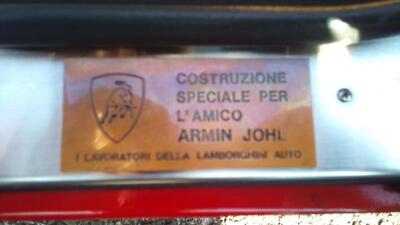 COSTRUZIONE
SPECIALE PER
L'AMICO
ARMIN JOHL
I LAVORATORI DELLA LAMBORGHINI AUTO